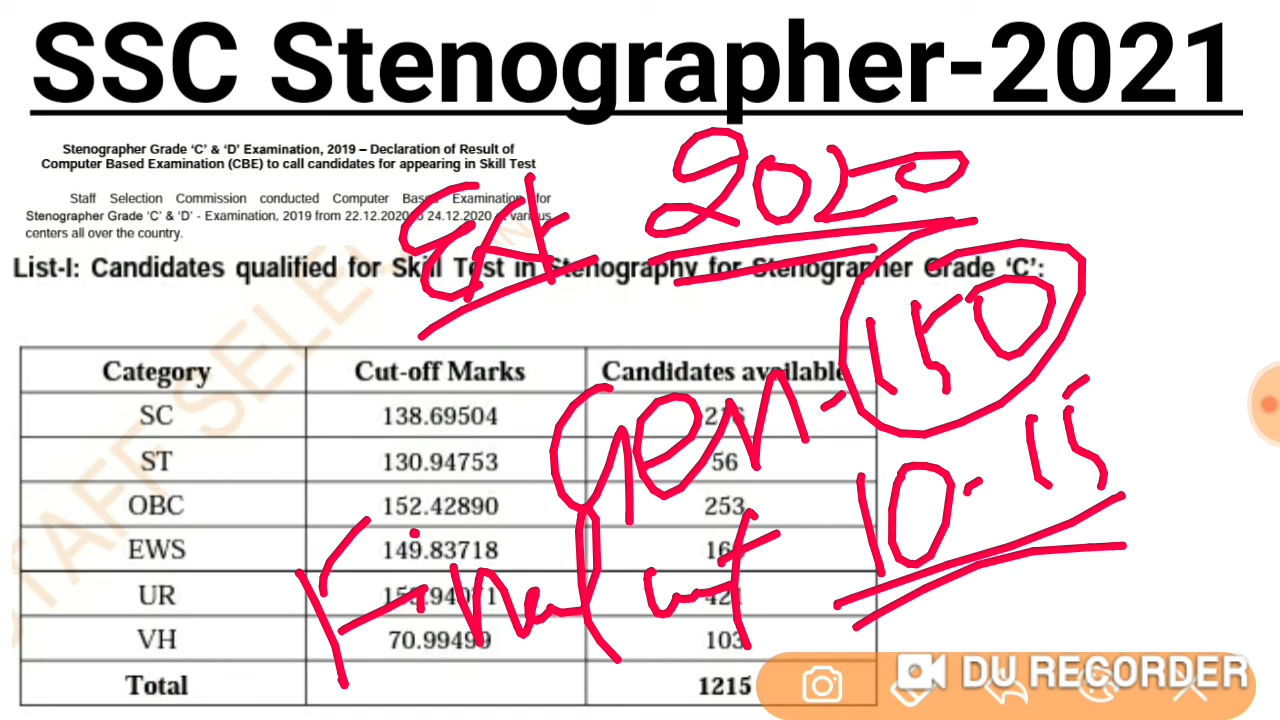 SSC Stenographer-2021
Stenographer Grade ‘C’ & ‘D’ Examination, 2019 – Declaration of Result of
Computer Based Examination (CBE) to call candidates for appearing in Skill Test
2020
Staff Selection Commission conducted Computer Based Examination for
Stenographer Grade ‘C’ & ‘D’ - Examination, 2019 from 22.12.2020 to 24.12.2020 at various
centers all over the country.
List-I: Candidates qualified for Skill Test in Stenography for Stenographer Grade ‘C’:
150
Category Cut-off Marks Candidates available
Gen-
SC 138.69504
ST 130.94753 56
10-15
OBC 152.42890 253
EWS 149.83718
Final cut
UR 421
VH 70.99499 103
Total 1215
DU RECORDER